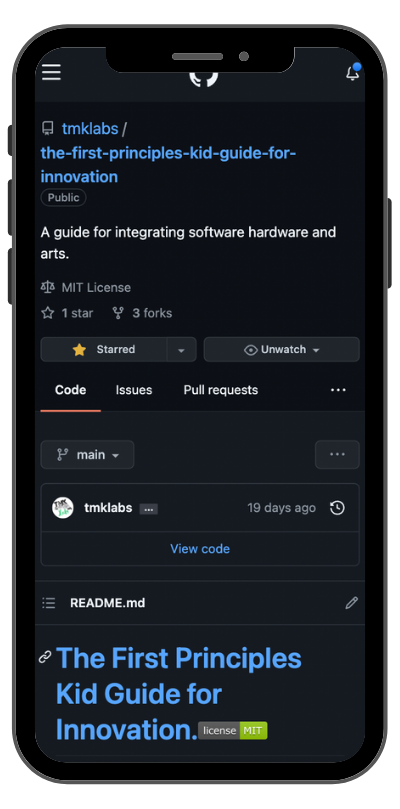 tmklabs /
the-first-principles-kid-guide-for-
innovation
Public
A guide for integrating software hardware and
arts.
MIT License
1 star 3 forks
Starred Unwatch
Code Issues Pull requests ...
main ...
tmklabs ... 19 days ago
View code
README.md
The First Principles
Kid Guide for
Innovation. license MIT